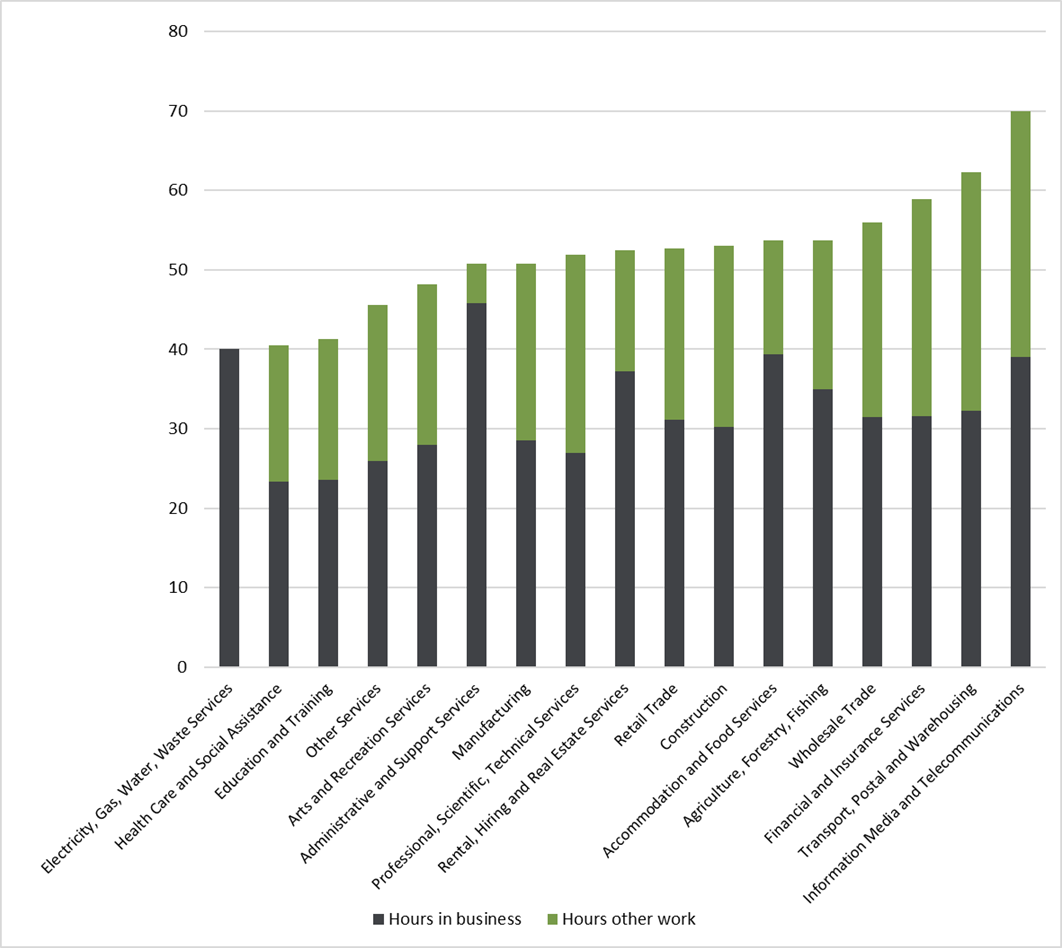 80
70
60
50
40
30
20
10
0
Electricity, Gas, Water, Waste Services
Health Care and Social Assistance
Education and Training
Other Services
Arts and Recreation Services
Administrative and Support Services
Manufacturing
Professional, Scientific, Technical Services
Rental, Hiring and Real Estate Services
Retail Trade
Construction
Accommodation and Food Services
Agriculture, Forestry, Fishing
Wholesale Trade
Financial and Insurance Services
Transport, Postal and Warehousing
Information Media and Telecommunications
Hours in business Hours other work